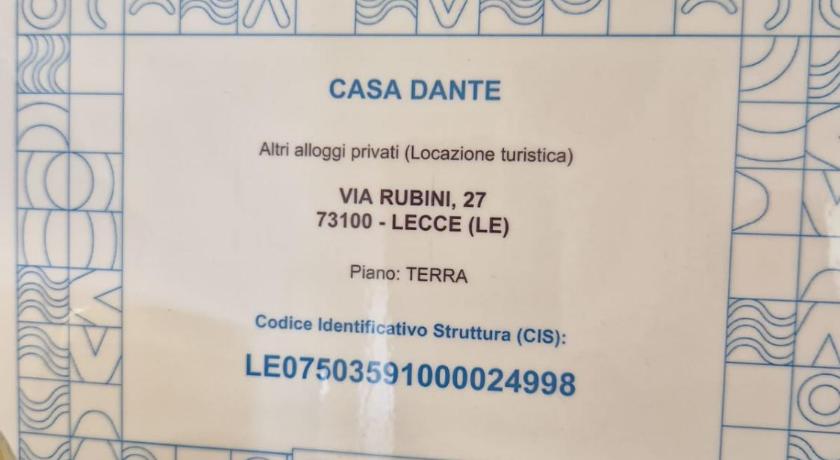 CASA DANTE
Altri alloggi privati (Locazione turistica)
VIA RUBINI, 27
73100 - LECCE (LE)
Piano: TERRA
Codice Identificativo Struttura (CIS):
LE07503591000024998